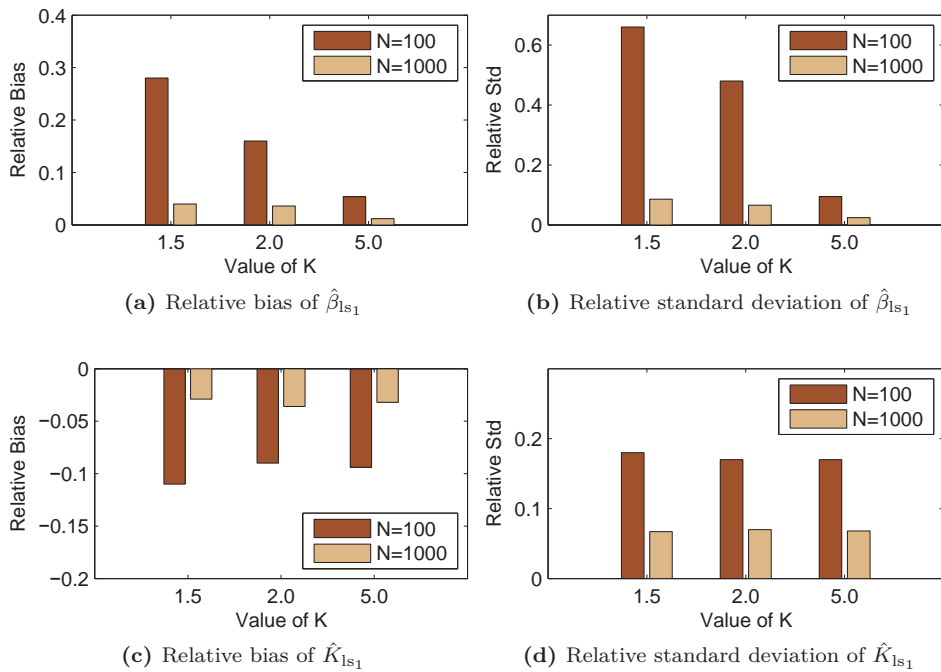 0.4
0.3
0.2
0.1
0
Relative Bias
N=100
N=1000
1.5 2.0 5.0
Value of K
(a) Relative bias of β̂ls₁
0.6
0.4
0.2
0
Relative Std
N=100
N=1000
1.5 2.0 5.0
Value of K
(b) Relative standard deviation of β̂ls₁
0
−0.05
−0.1
−0.15
−0.2
Relative Bias
N=100
N=1000
1.5 2.0 5.0
Value of K
(c) Relative bias of K̂ls₁
0.2
0.1
0
Relative Std
N=100
N=1000
1.5 2.0 5.0
Value of K
(d) Relative standard deviation of K̂ls₁